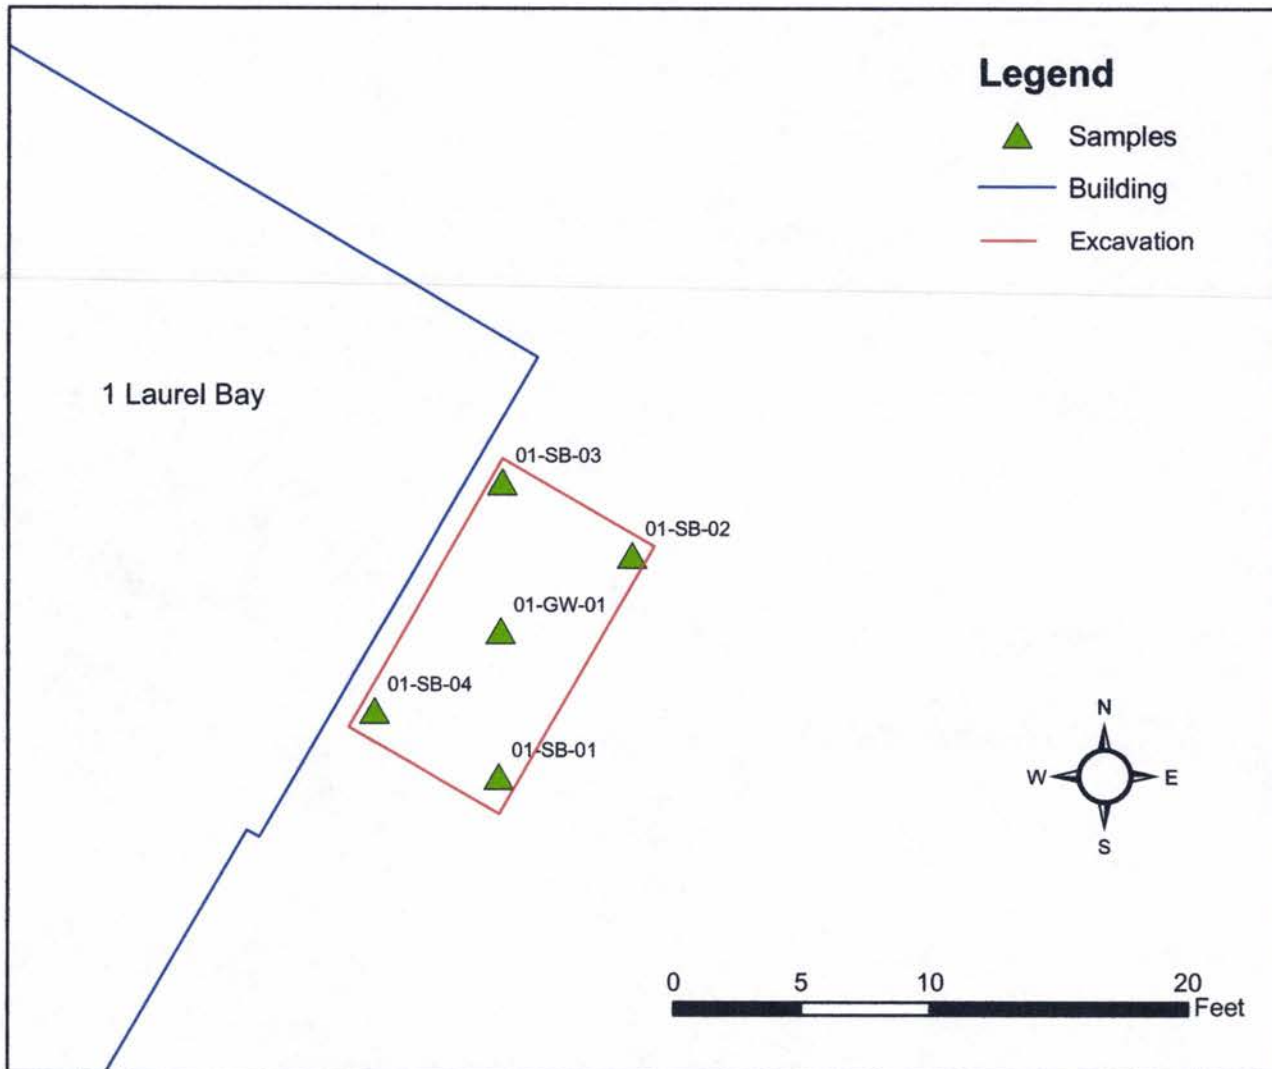 Legend
Samples
Building
Excavation
1 Laurel Bay
01-SB-03
01-SB-02
01-GW-01
01-SB-04
01-SB-01
N
W E
S
0 5 10 20
Feet